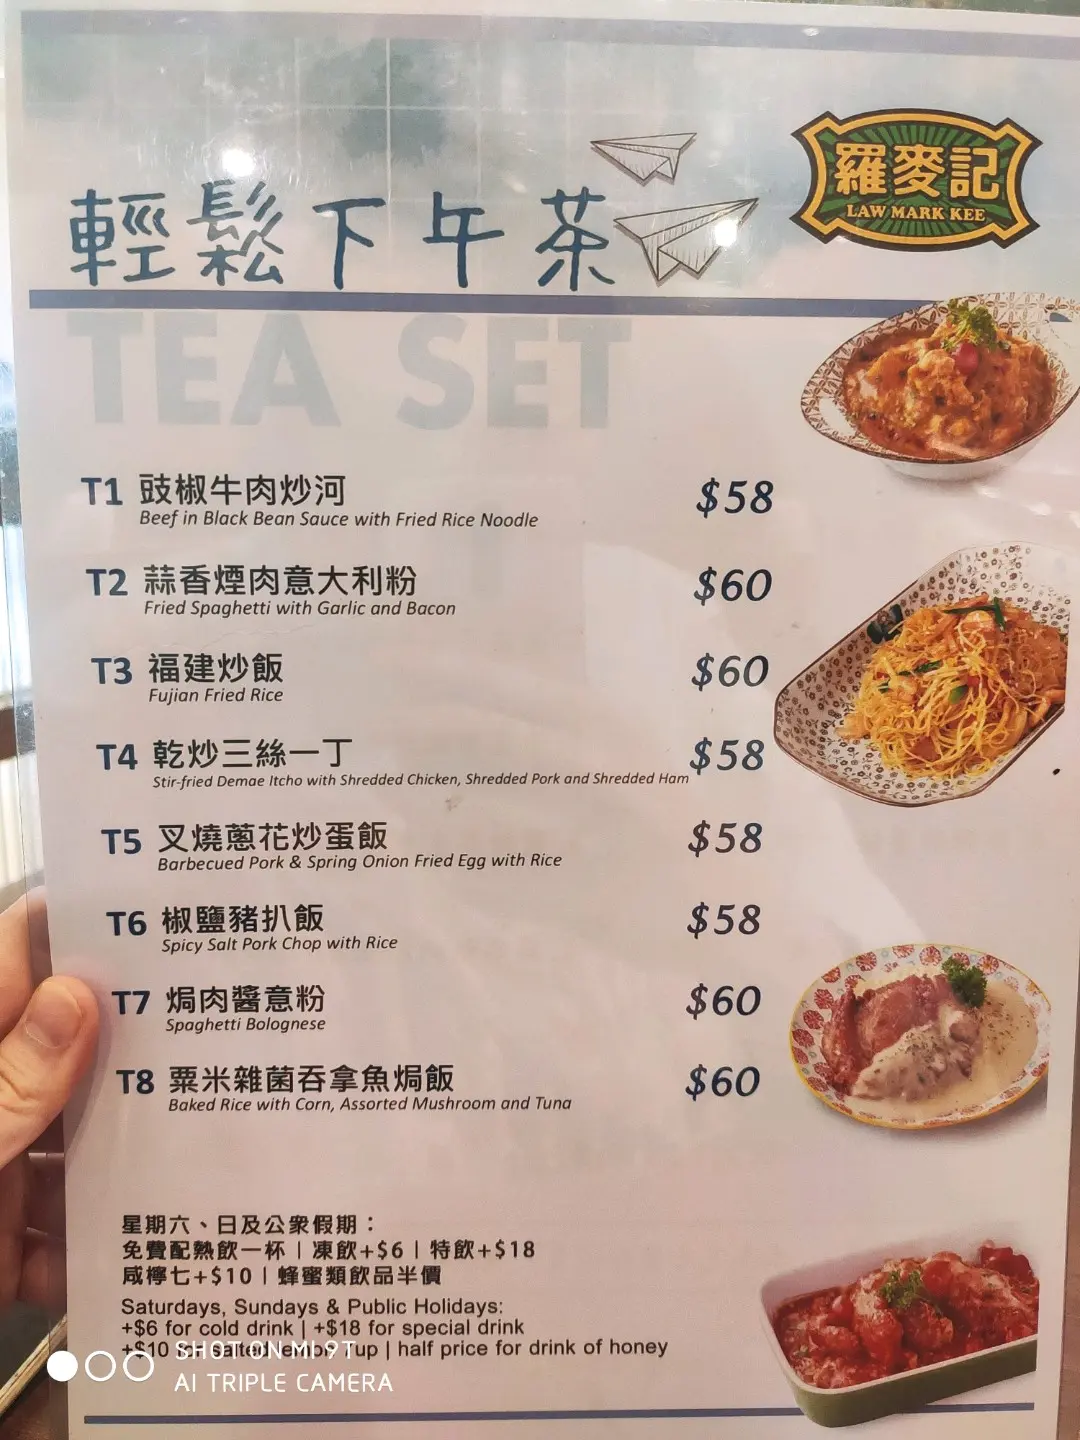 羅麥記
LAW MARK KEE
輕鬆下午茶
TEA SET
T1 豉椒牛肉炒河 $58
Beef in Black Bean Sauce with Fried Rice Noodle
T2 蒜香煙肉意大利粉 $60
Fried Spaghetti with Garlic and Bacon
T3 福建炒飯 $60
Fujian Fried Rice
T4 乾炒三絲一丁 $58
Stir-fried Demae Itcho with Shredded Chicken, Shredded Pork and Shredded Ham
T5 叉燒蔥花炒蛋飯 $58
Barbecued Pork & Spring Onion Fried Egg with Rice
T6 椒鹽豬扒飯 $58
Spicy Salt Pork Chop with Rice
T7 焗肉醬意粉 $60
Spaghetti Bolognese
T8 粟米雜菌吞拿魚焗飯 $60
Baked Rice with Corn, Assorted Mushroom and Tuna
星期六、日及公眾假期：
免費配熱飲一杯 | 凍飲+$6 | 特飲+$18
咸檸七+$10 | 蜂蜜類飲品半價
Saturdays, Sundays & Public Holidays:
+$6 for cold drink | +$18 for special drink
+$10 for salted lemon 7up | half price for drink of honey
SHOT ON MI 9T
AI TRIPLE CAMERA